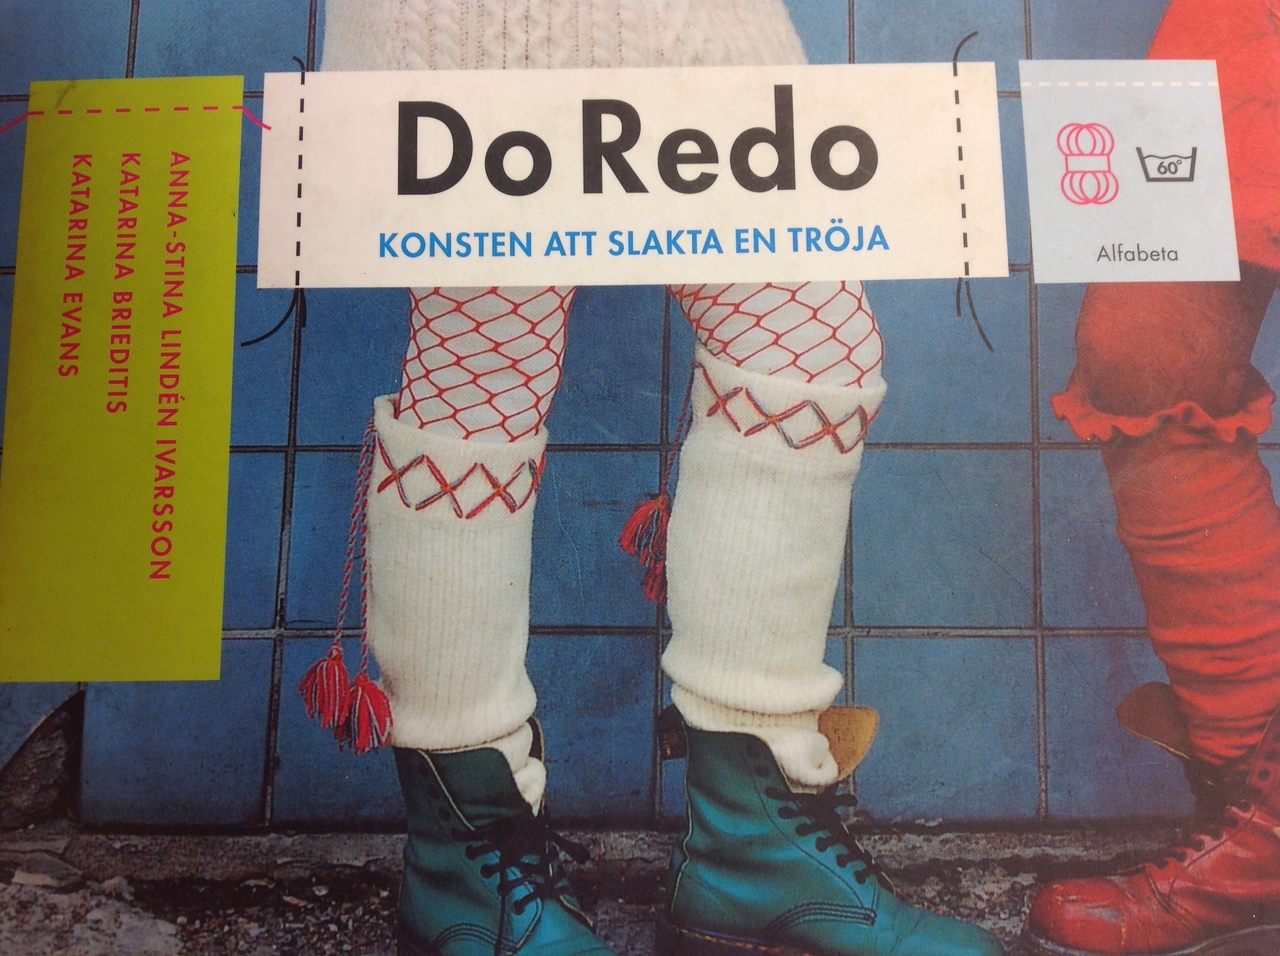 Do Redo
KONSTEN ATT SLAKTA EN TRÖJA
ANNA-STINA LINDÉN IVARSSON
KATARINA BRIEDITIS
KATARINA EVANS
60°
Alfabeta